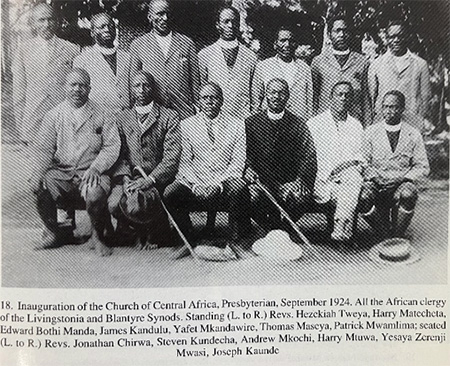 18. Inauguration of the Church of Central Africa, Presbyterian, September 1924. All the African clergy
of the Livingstonia and Blantyre Synods. Standing (L. to R.) Revs. Hezekiah Tweya, Harry Matecheta,
Edward Bothi Manda, James Kandulu, Yafet Mkandawire, Thomas Maseya, Patrick Mwamlima; seated
(L. to R.) Revs. Jonathan Chirwa, Steven Kundecha, Andrew Mkochi, Harry Mtuwa, Yesaya Zerenji
Mwasi, Joseph Kaunde